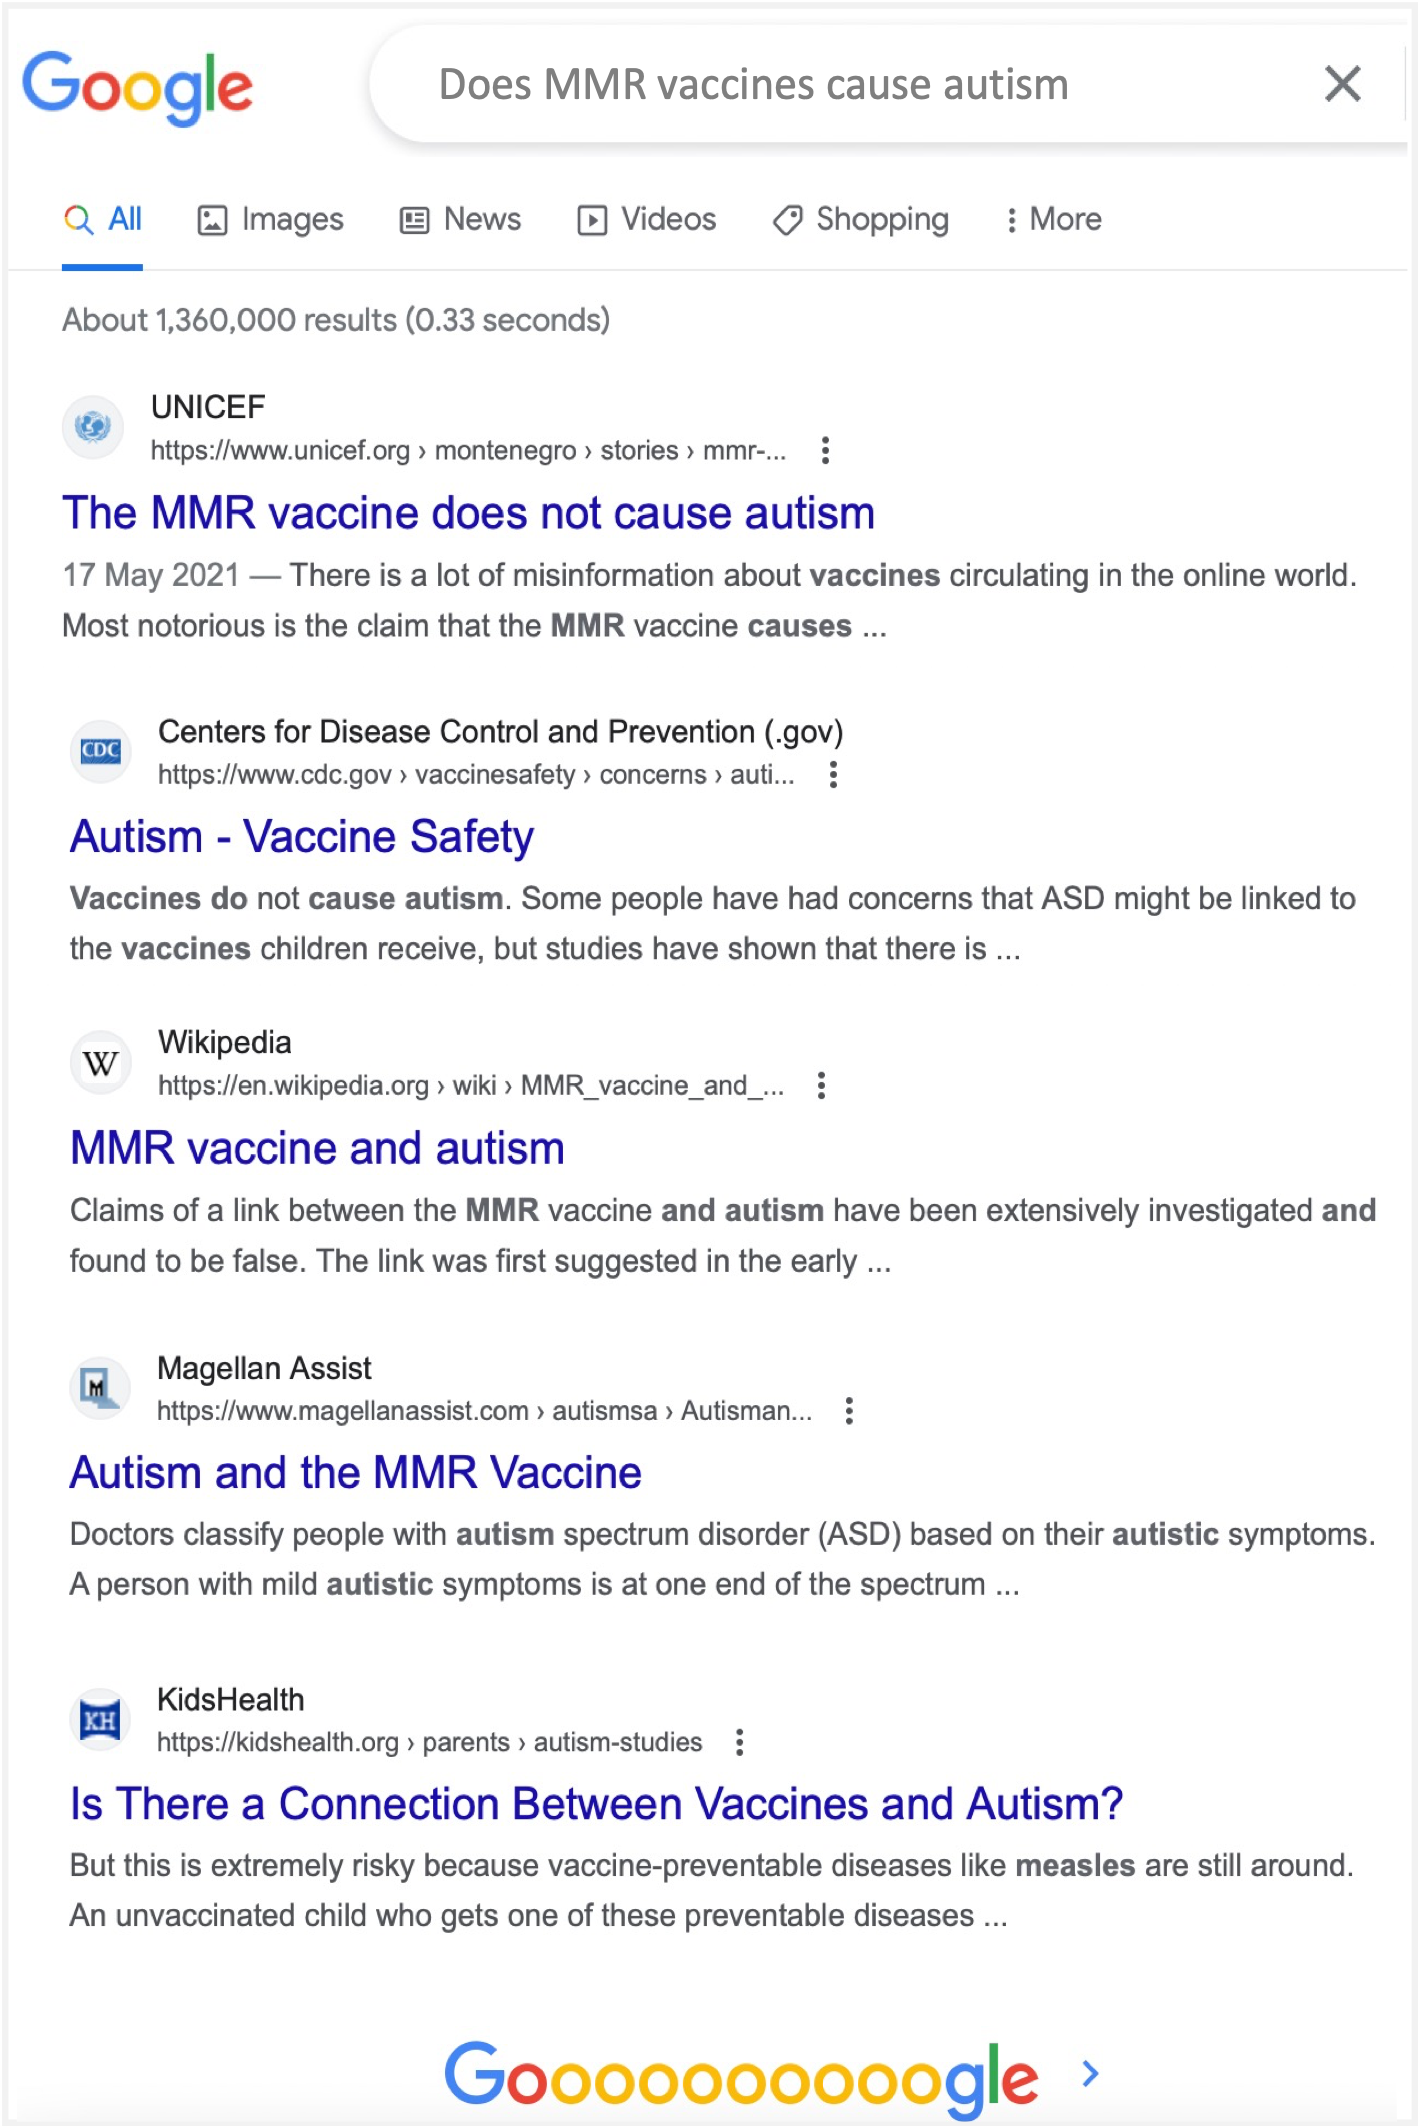 Google
Does MMR vaccines cause autism
All Images News Videos Shopping More
About 1,360,000 results (0.33 seconds)
UNICEF
https://www.unicef.org › montenegro › stories › mmr-...
The MMR vaccine does not cause autism
17 May 2021 — There is a lot of misinformation about vaccines circulating in the online world.
Most notorious is the claim that the MMR vaccine causes ...
CDC
Centers for Disease Control and Prevention (.gov)
https://www.cdc.gov › vaccinesafety › concerns › auti...
Autism - Vaccine Safety
Vaccines do not cause autism. Some people have had concerns that ASD might be linked to
the vaccines children receive, but studies have shown that there is ...
W
Wikipedia
https://en.wikipedia.org › wiki › MMR_vaccine_and_...
MMR vaccine and autism
Claims of a link between the MMR vaccine and autism have been extensively investigated and
found to be false. The link was first suggested in the early ...
M
Magellan Assist
https://www.magellanassist.com › autismsa › Autisman...
Autism and the MMR Vaccine
Doctors classify people with autism spectrum disorder (ASD) based on their autistic symptoms.
A person with mild autistic symptoms is at one end of the spectrum ...
KH
KidsHealth
https://kidshealth.org › parents › autism-studies
Is There a Connection Between Vaccines and Autism?
But this is extremely risky because vaccine-preventable diseases like measles are still around.
An unvaccinated child who gets one of these preventable diseases ...
Goooooooooogle >